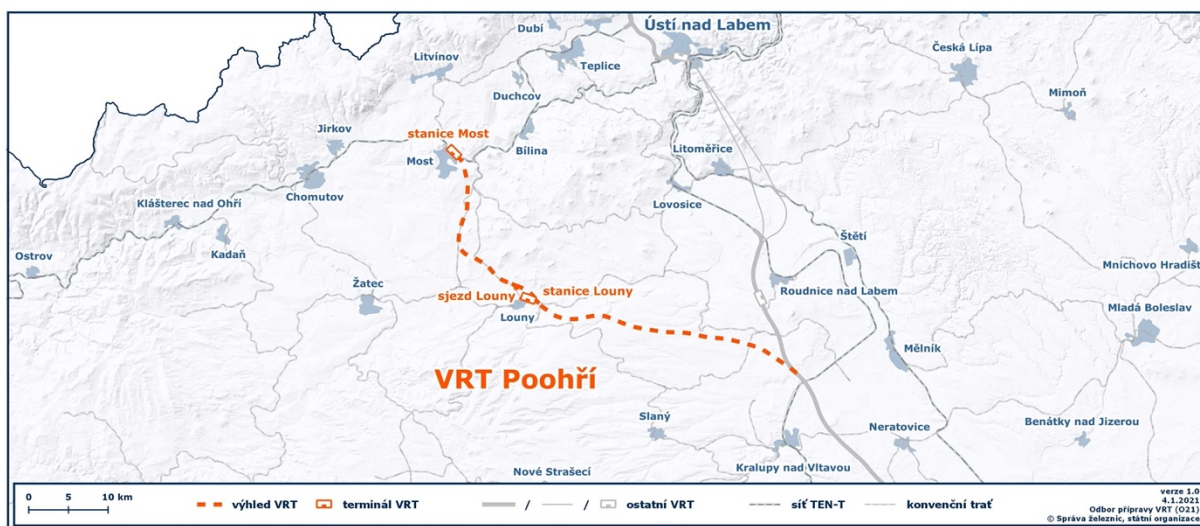 Ústí nad Labem
Dubí
Teplice
Litvínov
Duchcov
Česká Lípa
Mimoň
Jirkov
stanice Most
Most
Bílina
Litoměřice
Chomutov
Lovosice
Klášterec nad Ohří
Kadaň
Štětí
Ostrov
Mnichovo Hradišt
Žatec
sjezd Louny
stanice Louny
Louny
Roudnice nad Labem
Mladá Boleslav
Mělník
VRT Poohří
Slaný
Neratovice
Benátky nad Jizerou
Kralupy nad Vltavou
Nové Strašecí
0 5 10 km
výhled VRT
terminál VRT
/ / ostatní VRT
síť TEN-T
konvenční trať
verze 1.0
4.1.2021
Odbor přípravy VRT (O21)
© Správa železnic, státní organizace